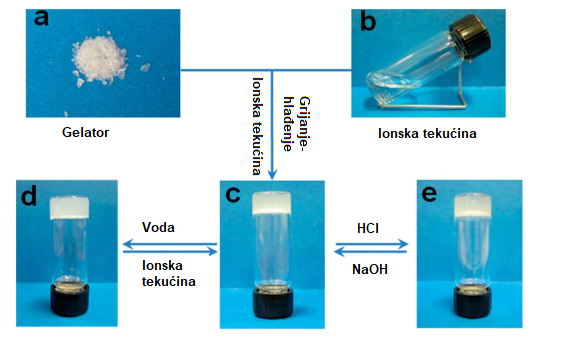 a
b
Gelator
Ionska tekućina
Grijanje-
hlađenje
Ionska tekućina
d
c
e
Voda
Ionska
tekućina
HCl
NaOH